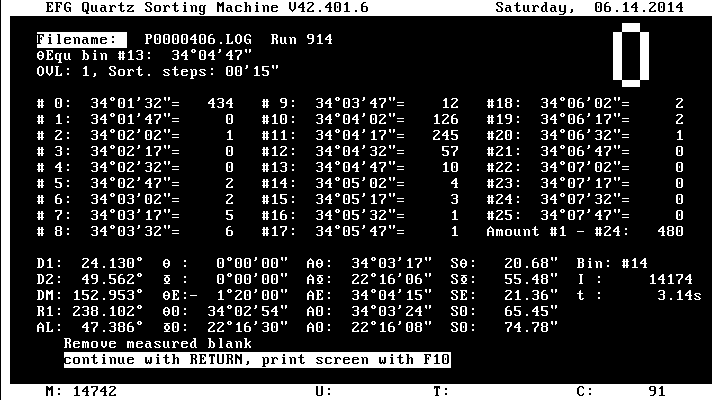 EFG Quartz Sorting Machine V42.401.6 Saturday, 06.14.2014
Filename: P0000406.LOG Run 914
0
θEqu bin #13: 34°04'47"
OVL: 1, Sort. steps: 00'15"
# 0: 34°01'32"= 434 # 9: 34°03'47"= 12 #18: 34°06'02"= 2
# 1: 34°01'47"= 0 #10: 34°04'02"= 126 #19: 34°06'17"= 2
# 2: 34°02'02"= 1 #11: 34°04'17"= 245 #20: 34°06'32"= 1
# 3: 34°02'17"= 0 #12: 34°04'32"= 57 #21: 34°06'47"= 0
# 4: 34°02'32"= 0 #13: 34°04'47"= 10 #22: 34°07'02"= 0
# 5: 34°02'47"= 2 #14: 34°05'02"= 4 #23: 34°07'17"= 0
# 6: 34°03'02"= 2 #15: 34°05'17"= 3 #24: 34°07'32"= 0
# 7: 34°03'17"= 5 #16: 34°05'32"= 1 #25: 34°07'47"= 0
# 8: 34°03'32"= 6 #17: 34°05'47"= 1 Amount #1 - #24: 480
D1: 24.130° θ : 0°00'00" Aθ: 34°03'17" Sθ: 20.68" Bin: #14
D2: 49.562° Φ : 0°00'00" AΦ: 22°16'06" SΦ: 55.48" I : 14174
DM: 152.953° θE:- 1°20'00" AE: 34°04'15" SE: 21.36" t : 3.14s
R1: 238.102° θ0: 34°02'54" A0: 34°03'24" S0: 65.45"
AL: 47.386° Φ0: 22°16'30" A0: 22°16'08" S0: 74.78"
Remove measured blank
continue with RETURN, print screen with F10
M: 14742 U: T: C: 91